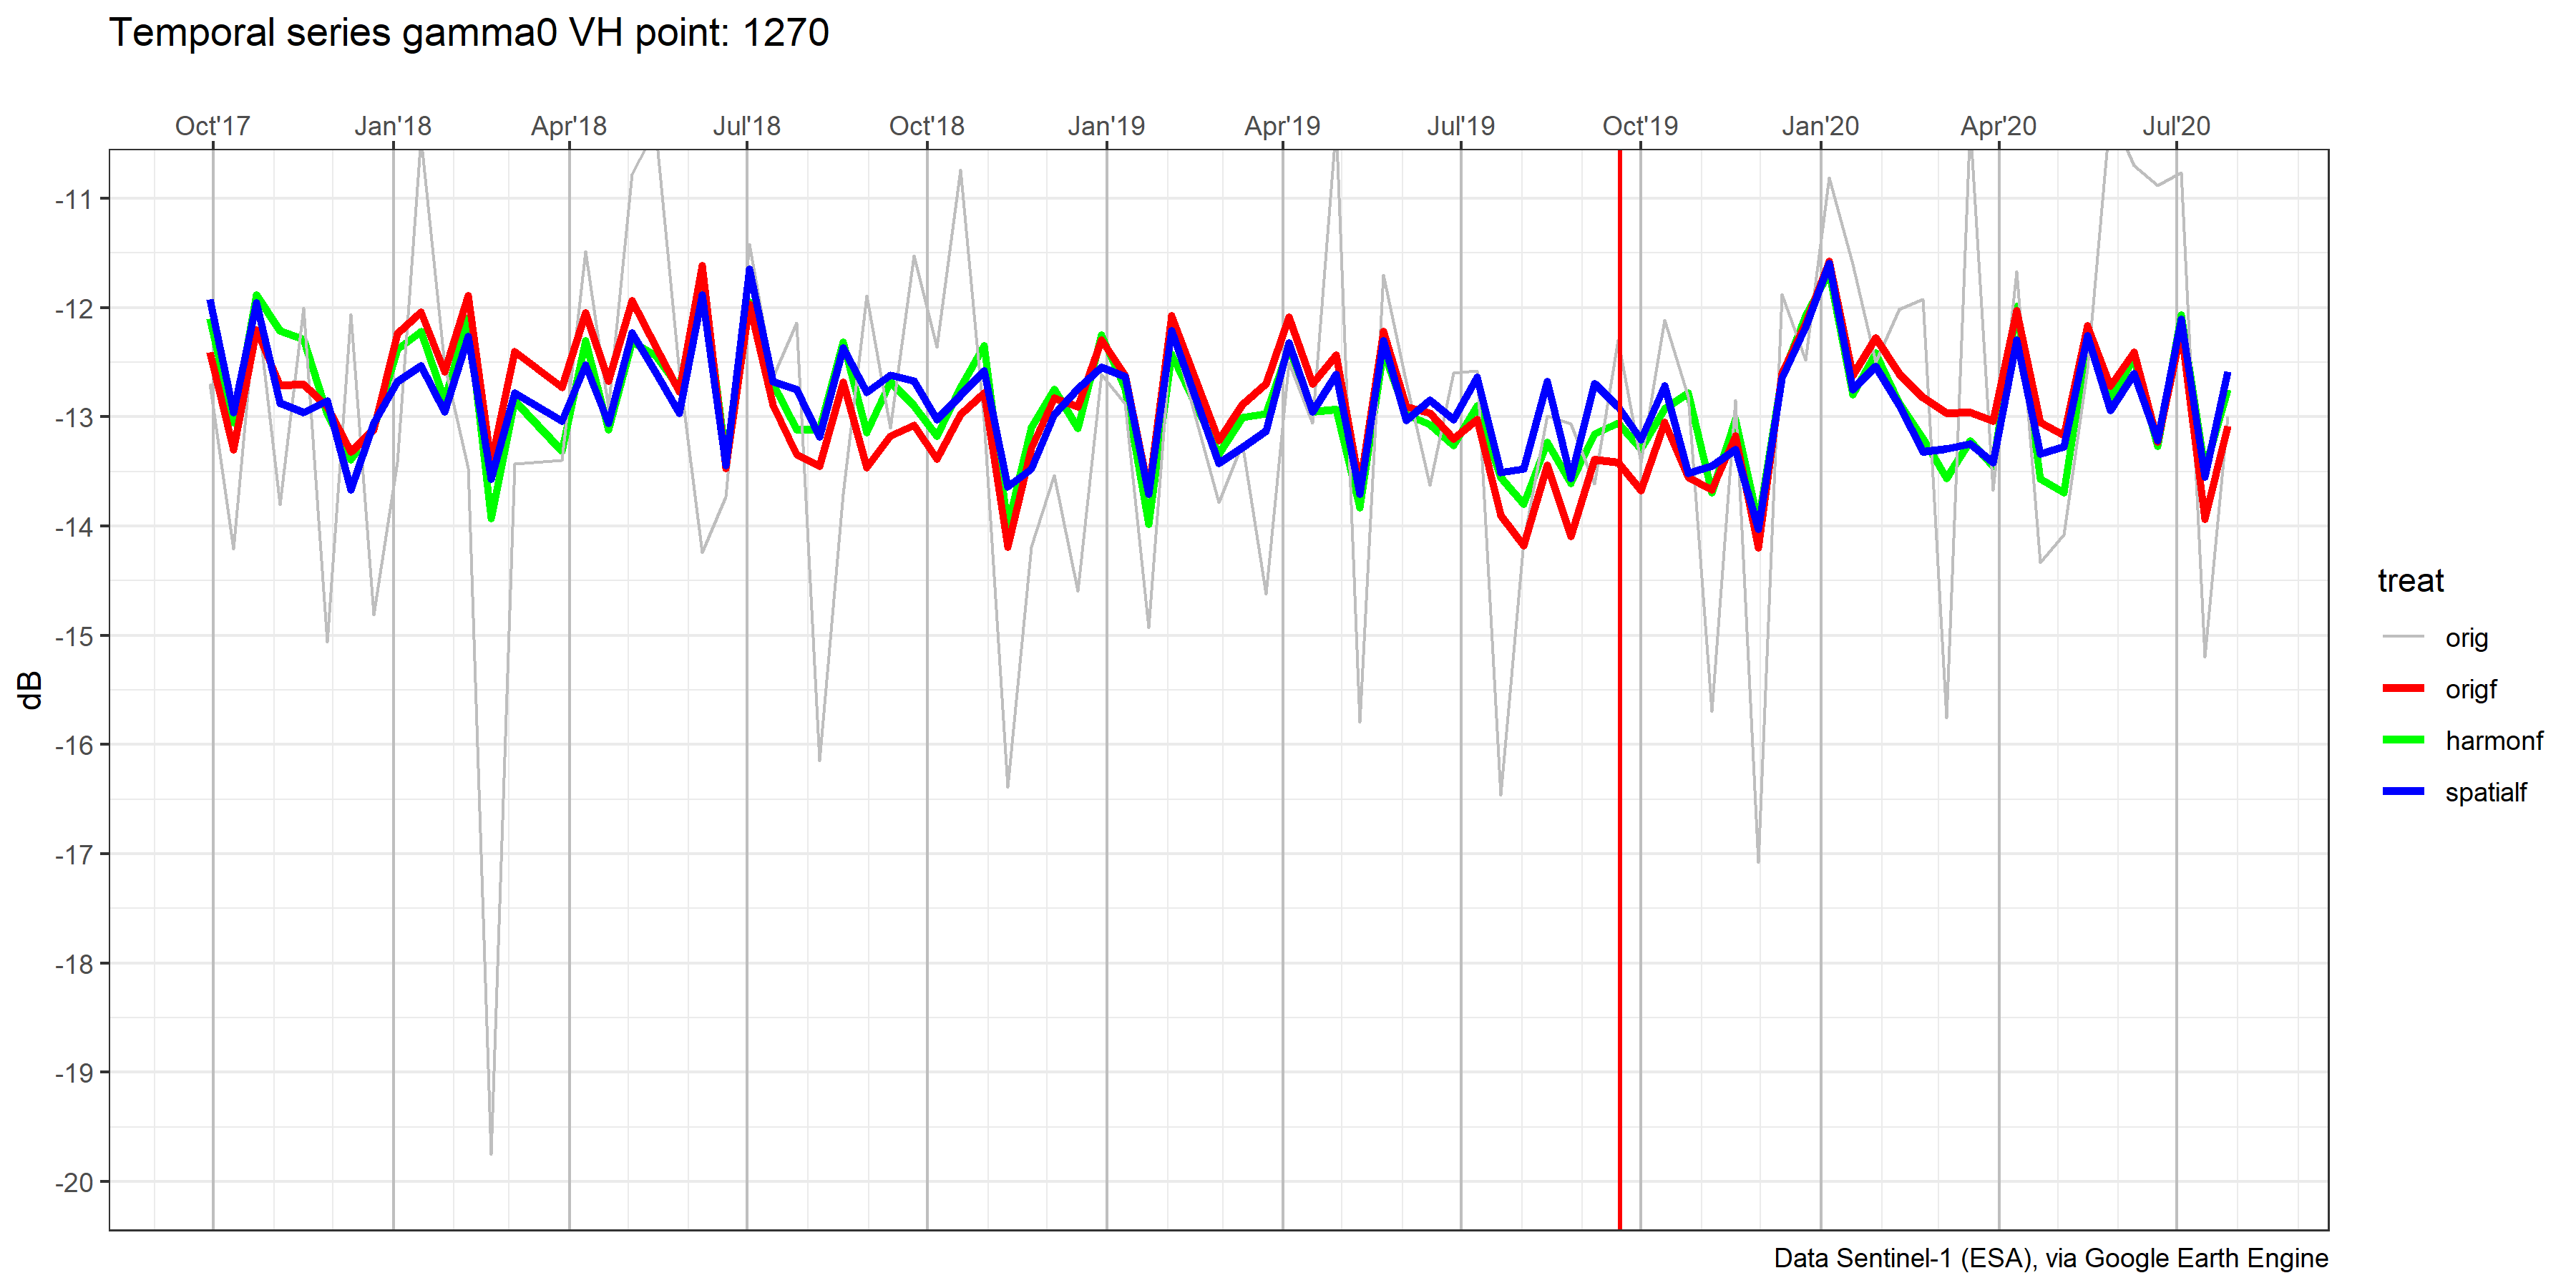 Temporal series gamma0 VH point: 1270
Oct'17 Jan'18 Apr'18 Jul'18 Oct'18 Jan'19 Apr'19 Jul'19 Oct'19 Jan'20 Apr'20 Jul'20
-11
-12
-13
-14
-15
-16
-17
-18
-19
-20
dB
treat
orig
origf
harmonf
spatialf
Data Sentinel-1 (ESA), via Google Earth Engine